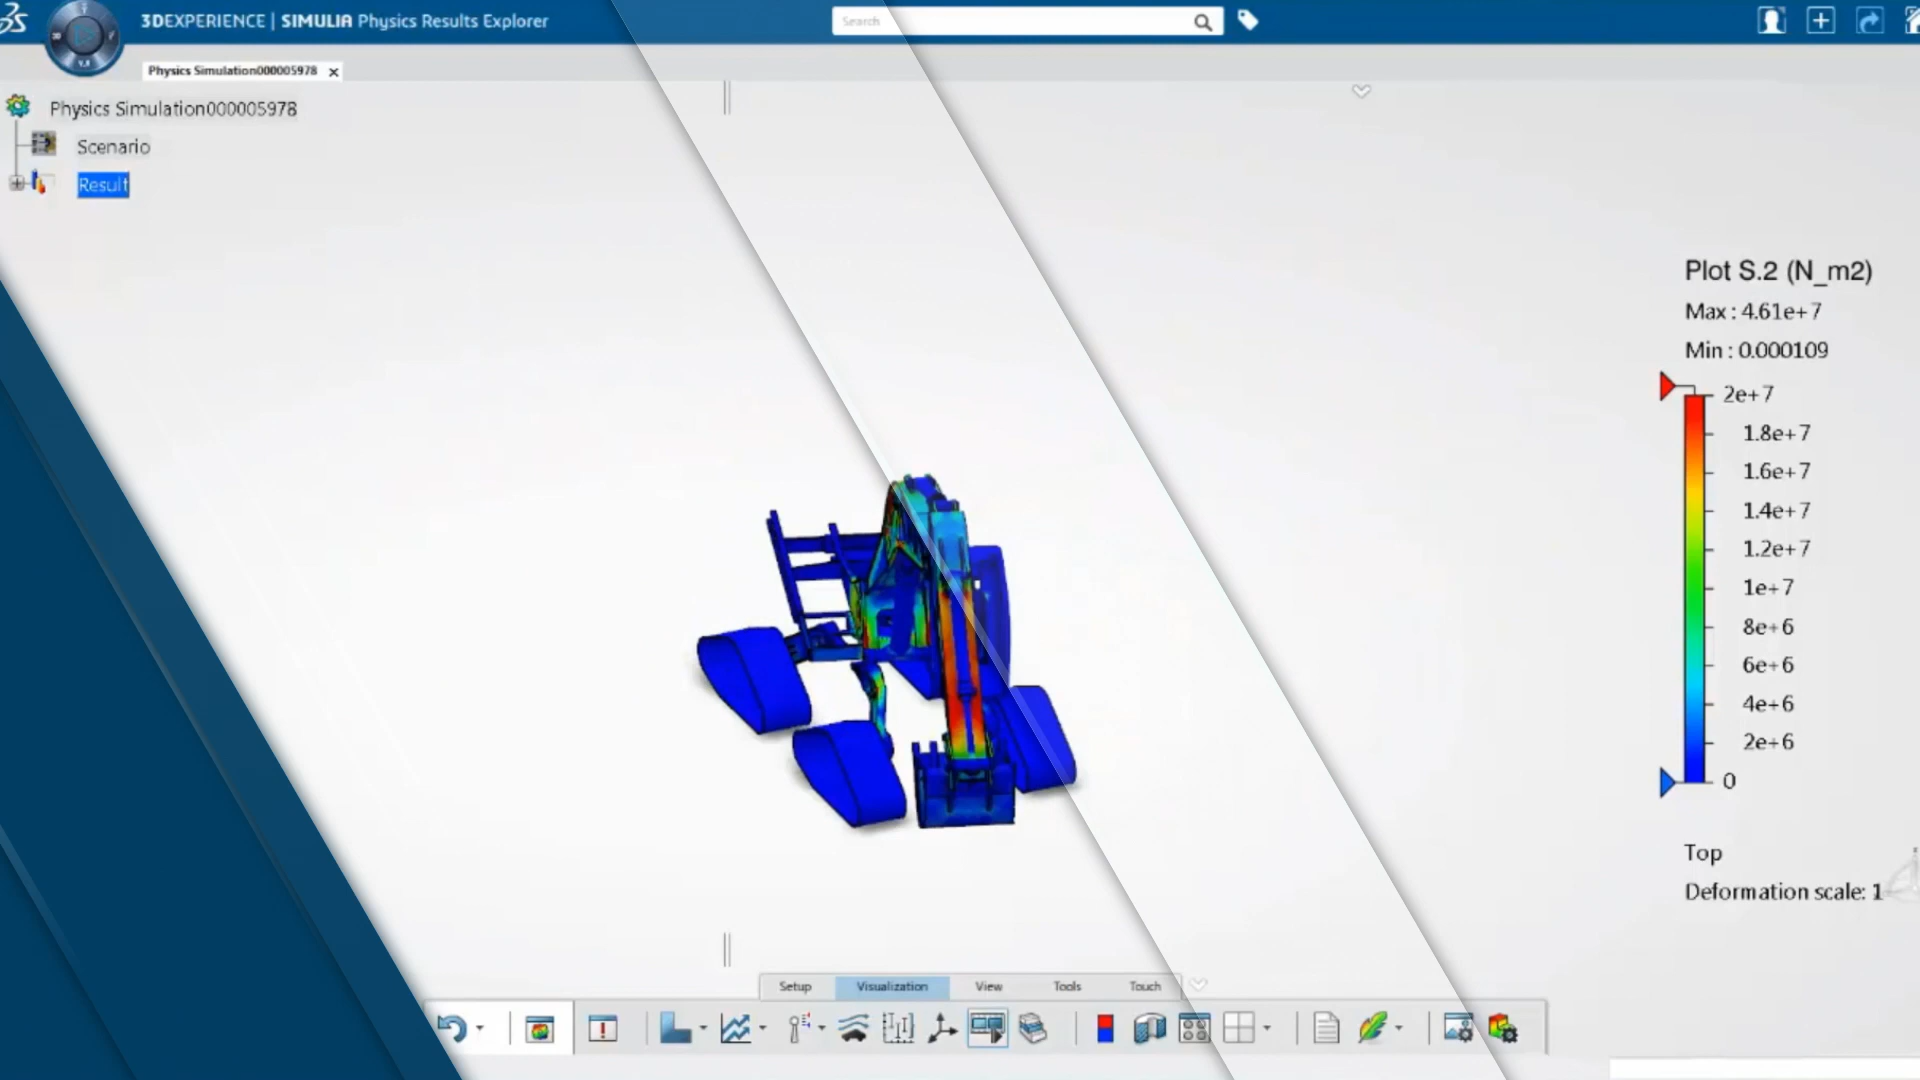 3DEXPERIENCE | SIMULIA Physics Results Explorer
Search
3D
V.R
Physics Simulation000005978 x
Physics Simulation000005978
Scenario
Result
Plot S.2 (N_m2)
Max : 4.61e+7
Min : 0.000109
2e+7
1.8e+7
1.6e+7
1.4e+7
1.2e+7
1e+7
8e+6
6e+6
4e+6
2e+6
0
Top
Deformation scale: 1
Setup
Visualization
View
Tools
Touch